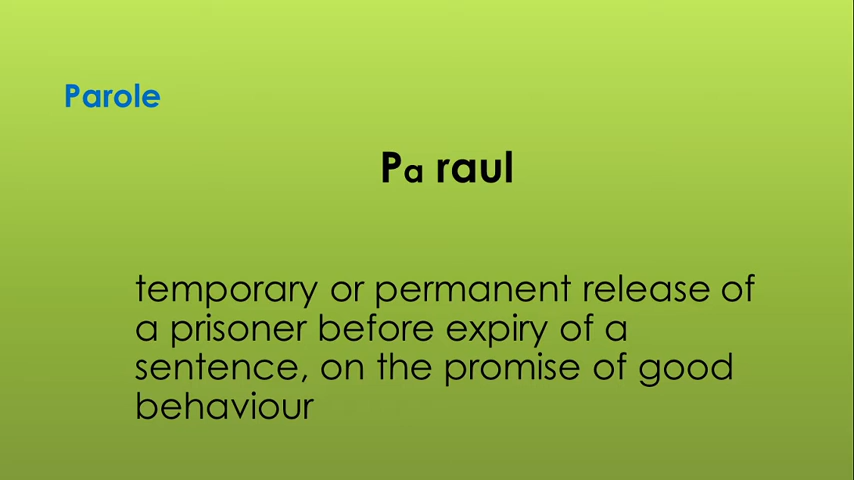 Parole
Pa raul
temporary or permanent release of
a prisoner before expiry of a
sentence, on the promise of good
behaviour